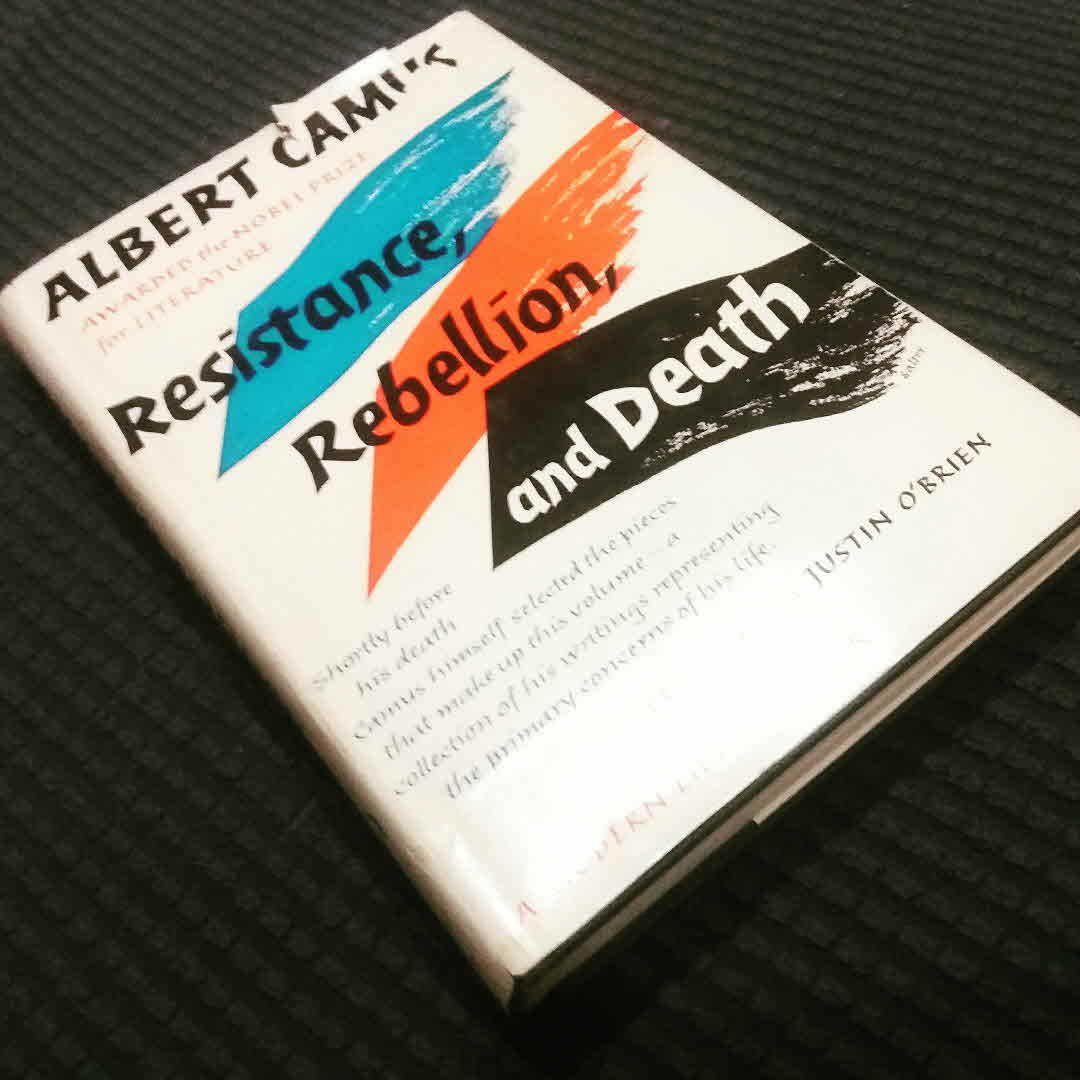 ALBERT CAMUS
AWARDED the NOBEL PRIZE
for LITERATURE
Resistance,
Rebellion,
and Death
Shortly before
his death
Camus himself selected the pieces
that make up this volume – a
collection of his writings representing
the primary concerns of his life.
JUSTIN O'BRIEN
A